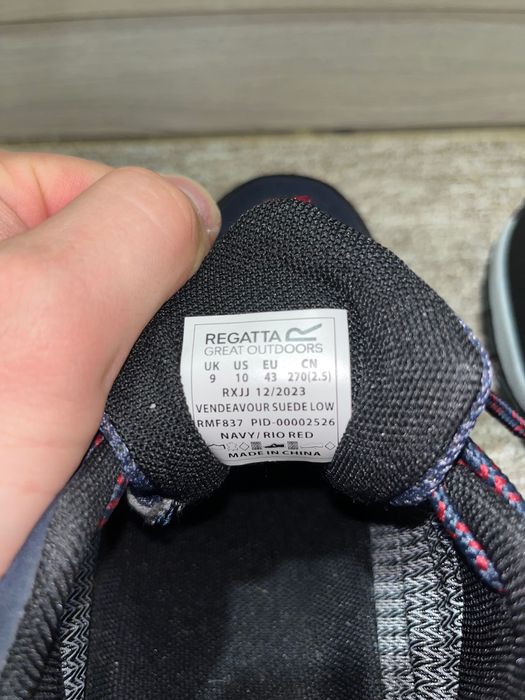 REGATTA
GREAT OUTDOORS
UK US EU CN
9 10 43 270(2.5)
RXJJ 12/2023
VENDEAVOUR SUEDE LOW
RMF837 PID-00002526
NAVY/RIO RED
MADE IN CHINA